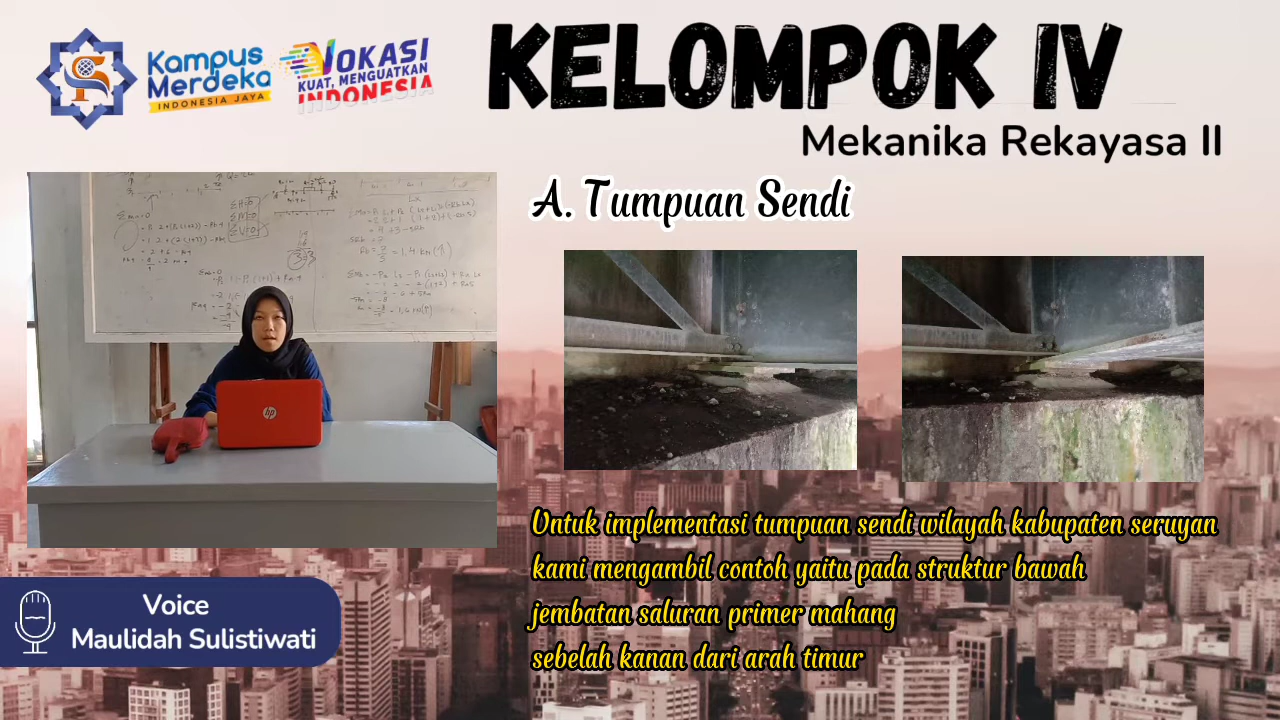 Kampus
Merdeka
INDONESIA JAYA
VOKASI
KUAT, MENGUATKAN
INDONESIA
KELOMPOK IV
Mekanika Rekayasa II
A. Tumpuan Sendi
hp
Untuk implementasi tumpuan sendi wilayah kabupaten seruyan
kami mengambil contoh yaitu pada struktur bawah
jembatan saluran primer mahang
sebelah kanan dari arah timur
Voice
Maulidah Sulistiwati